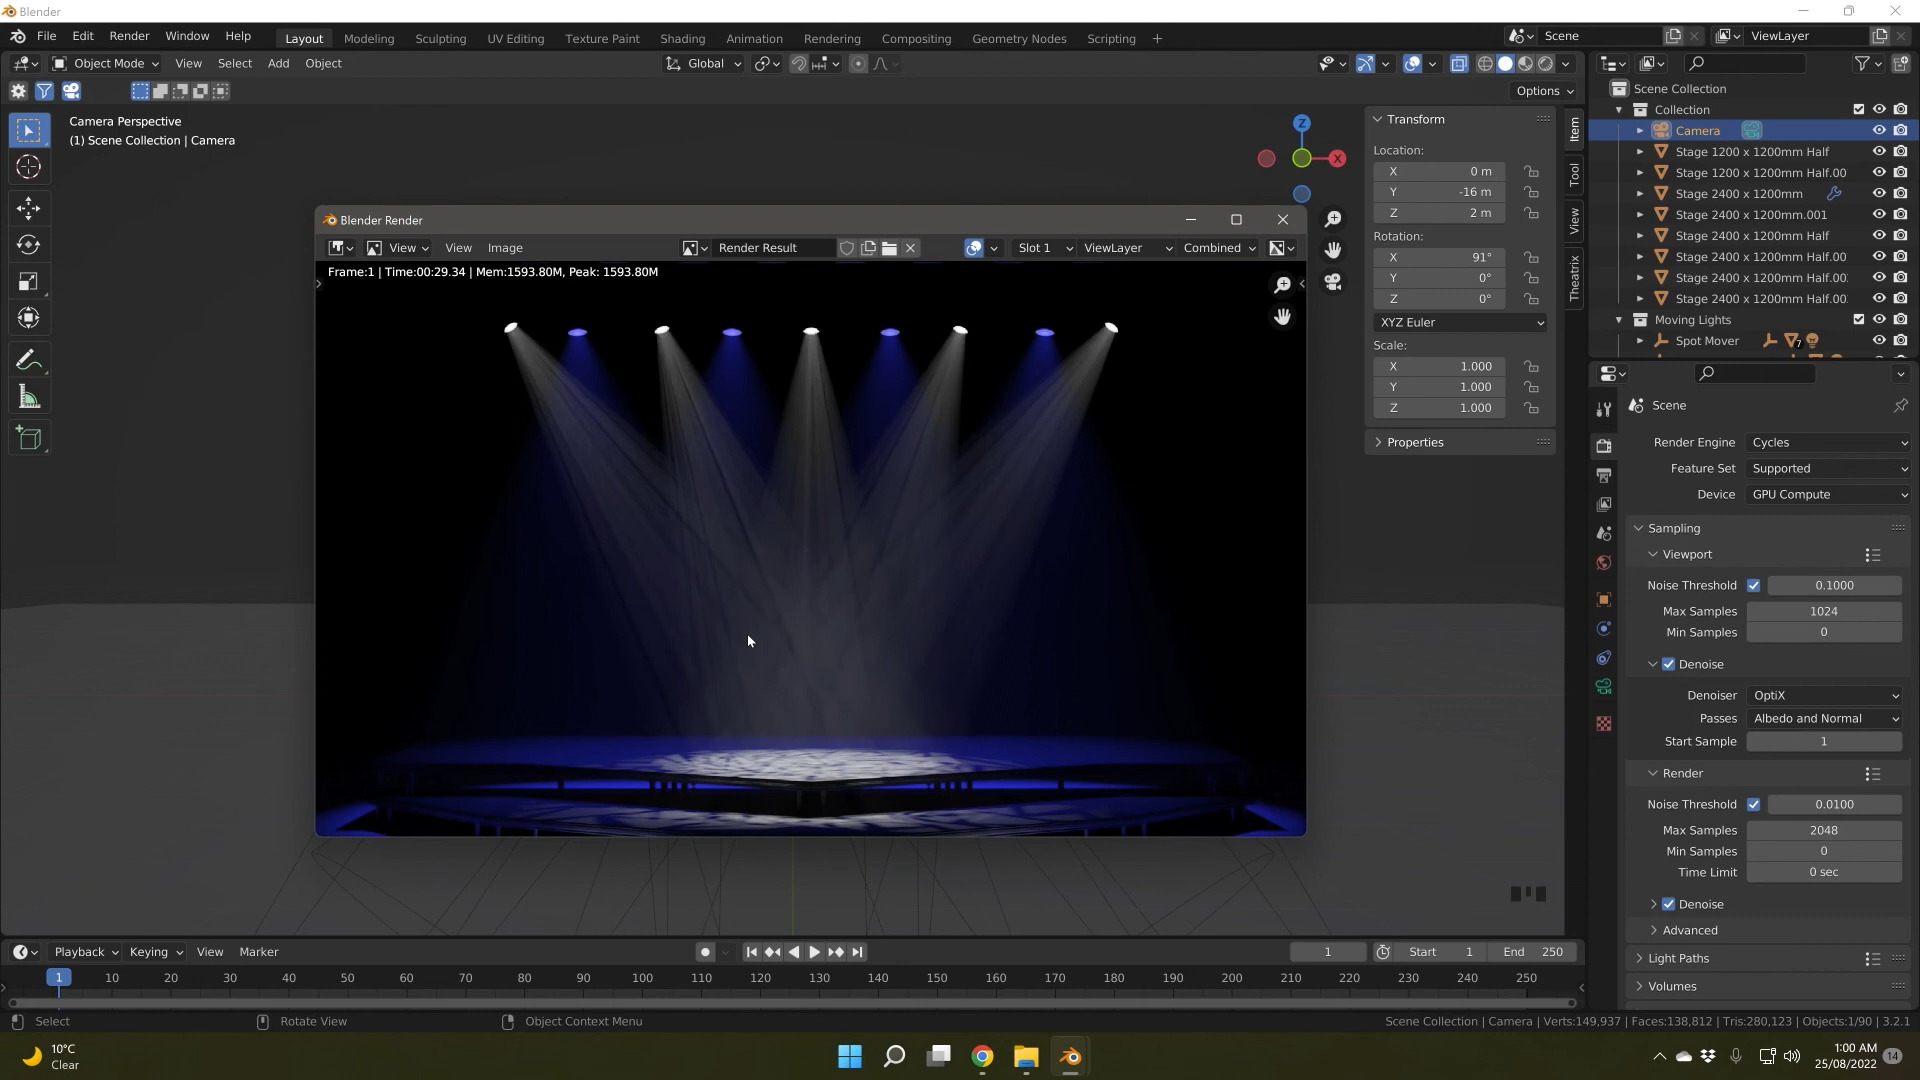 Blender
File Edit Render Window Help Layout Modeling Sculpting UV Editing Texture Paint Shading Animation Rendering Compositing Geometry Nodes Scripting + Scene ViewLayer
Object Mode View Select Add Object Global
Options
Camera Perspective
(1) Scene Collection | Camera
Z
X
Transform
Location:
X 0 m
Y -16 m
Z 2 m
Rotation:
X 91°
Y 0°
Z 0°
XYZ Euler
Scale:
X 1.000
Y 1.000
Z 1.000
Properties
Item
Tool
View
Theatrix
Blender Render
View View Image Render Result Slot 1 ViewLayer Combined
Frame:1 | Time:00:29.34 | Mem:1593.80M, Peak: 1593.80M
Scene Collection
Collection
Camera
Stage 1200 x 1200mm Half
Stage 1200 x 1200mm Half.00
Stage 2400 x 1200mm
Stage 2400 x 1200mm.001
Stage 2400 x 1200mm Half
Stage 2400 x 1200mm Half.00
Stage 2400 x 1200mm Half.00
Stage 2400 x 1200mm Half.00
Moving Lights
Spot Mover 7
Scene
Render Engine Cycles
Feature Set Supported
Device GPU Compute
Sampling
Viewport
Noise Threshold 0.1000
Max Samples 1024
Min Samples 0
Denoise
Denoiser OptiX
Passes Albedo and Normal
Start Sample 1
Render
Noise Threshold 0.0100
Max Samples 2048
Min Samples 0
Time Limit 0 sec
Denoise
Advanced
Light Paths
Volumes
Playback Keying View Marker 1 Start 1 End 250
1 10 20 30 40 50 60 70 80 90 100 110 120 130 140 150 160 170 180 190 200 210 220 230 240 250
Select Rotate View Object Context Menu Scene Collection | Camera | Verts:149,937 | Faces:138,812 | Tris:280,123 | Objects:1/90 | 3.2.1
10°C
Clear
1:00 AM
25/08/2022
14